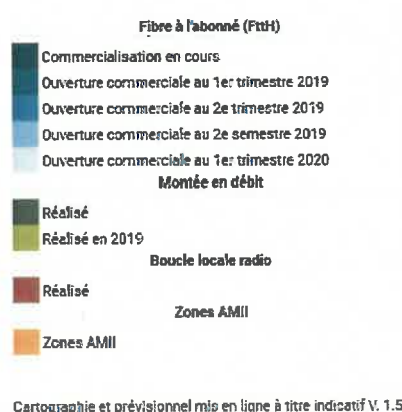 Fibre à l'abonné (FttH)
Commercialisation en cours
Ouverture commerciale au 1er trimestre 2019
Ouverture commerciale au 2e trimestre 2019
Ouverture commerciale au 2e semestre 2019
Ouverture commerciale au 1er trimestre 2020
Montée en débit
Réalisé
Réalisé en 2019
Boucle locale radio
Réalisé
Zones AMII
Zones AMII
Cartographie et prévisionnel mis en ligne à titre indicatif V. 1.5